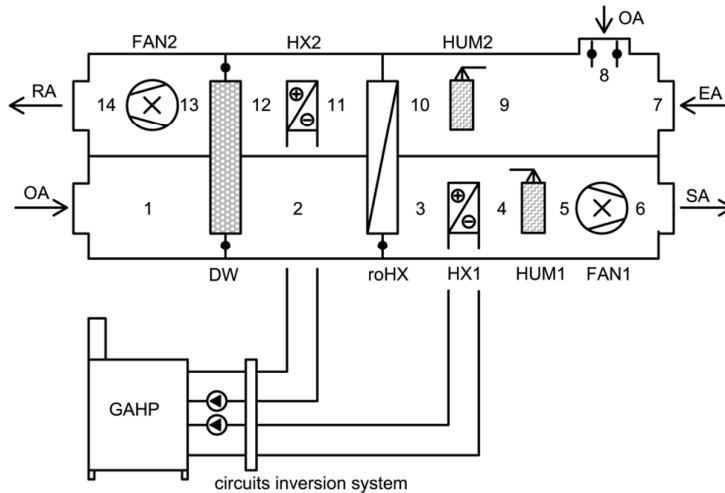 OA
FAN2 HX2 HUM2
8
RA EA
14 13 12 11 10 9 7
OA SA
1 2 3 4 5 6
DW roHX HX1 HUM1 FAN1
GAHP
circuits inversion system